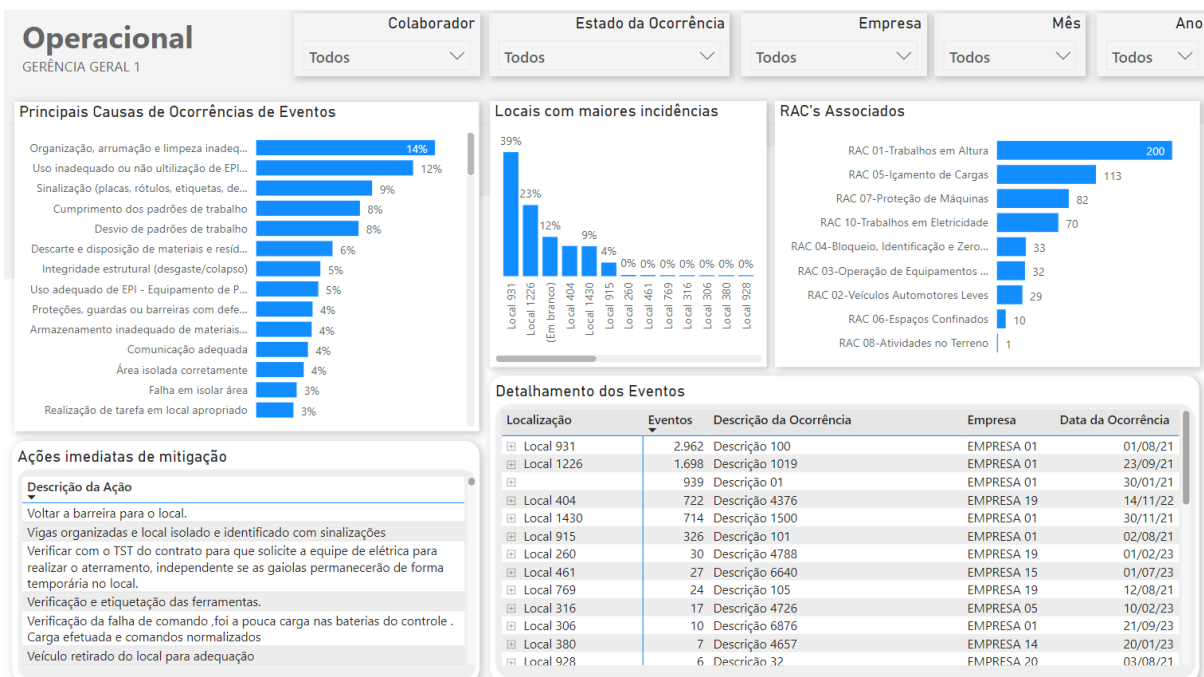 Operacional
GERÊNCIA GERAL 1
Colaborador
Todos
Estado da Ocorrência
Todos
Empresa
Todos
Mês
Todos
Ano
Todos
Principais Causas de Ocorrências de Eventos
Organização, arrumação e limpeza inadeq... 14%
Uso inadequado ou não ultilização de EPI... 12%
Sinalização (placas, rótulos, etiquetas, de... 9%
Cumprimento dos padrões de trabalho 8%
Desvio de padrões de trabalho 8%
Descarte e disposição de materiais e resíd... 6%
Integridade estrutural (desgaste/colapso) 5%
Uso adequado de EPI - Equipamento de P... 5%
Proteções, guardas ou barreiras com defe... 4%
Armazenamento inadequado de materiais... 4%
Comunicação adequada 4%
Área isolada corretamente 4%
Falha em isolar área 3%
Realização de tarefa em local apropriado 3%
Locais com maiores incidências
39%
23%
12%
9%
4%
0% 0% 0% 0% 0% 0% 0%
Local 931
Local 1226
(Em branco)
Local 404
Local 1430
Local 915
Local 260
Local 461
Local 769
Local 316
Local 306
Local 380
Local 928
RAC's Associados
RAC 01-Trabalhos em Altura 200
RAC 05-Içamento de Cargas 113
RAC 07-Proteção de Máquinas 82
RAC 10-Trabalhos em Eletricidade 70
RAC 04-Bloqueio, Identificação e Zero... 33
RAC 03-Operação de Equipamentos ... 32
RAC 02-Veículos Automotores Leves 29
RAC 06-Espaços Confinados 10
RAC 08-Atividades no Terreno 1
Ações imediatas de mitigação
Descrição da Ação
Voltar a barreira para o local.
Vigas organizadas e local isolado e identificado com sinalizações
Verificar com o TST do contrato para que solicite a equipe de elétrica para
realizar o aterramento, independente se as gaiolas permanecerão de forma
temporária no local.
Verificação e etiquetação das ferramentas.
Verificação da falha de comando ,foi a pouca carga nas baterias do controle .
Carga efetuada e comandos normalizados
Veículo retirado do local para adequação
Detalhamento dos Eventos
Localização Eventos Descrição da Ocorrência Empresa Data da Ocorrência
Local 931 2.962 Descrição 100 EMPRESA 01 01/08/21
Local 1226 1.698 Descrição 1019 EMPRESA 01 23/09/21
939 Descrição 01 EMPRESA 01 30/01/21
Local 404 722 Descrição 4376 EMPRESA 19 14/11/22
Local 1430 714 Descrição 1500 EMPRESA 01 30/11/21
Local 915 326 Descrição 101 EMPRESA 01 02/08/21
Local 260 30 Descrição 4788 EMPRESA 19 01/02/23
Local 461 27 Descrição 6640 EMPRESA 15 01/07/23
Local 769 24 Descrição 105 EMPRESA 19 12/08/21
Local 316 17 Descrição 4726 EMPRESA 05 10/02/23
Local 306 10 Descrição 6876 EMPRESA 01 21/09/23
Local 380 7 Descrição 4657 EMPRESA 14 20/01/23
Local 928 6 Descrição 32 EMPRESA 20 03/08/21